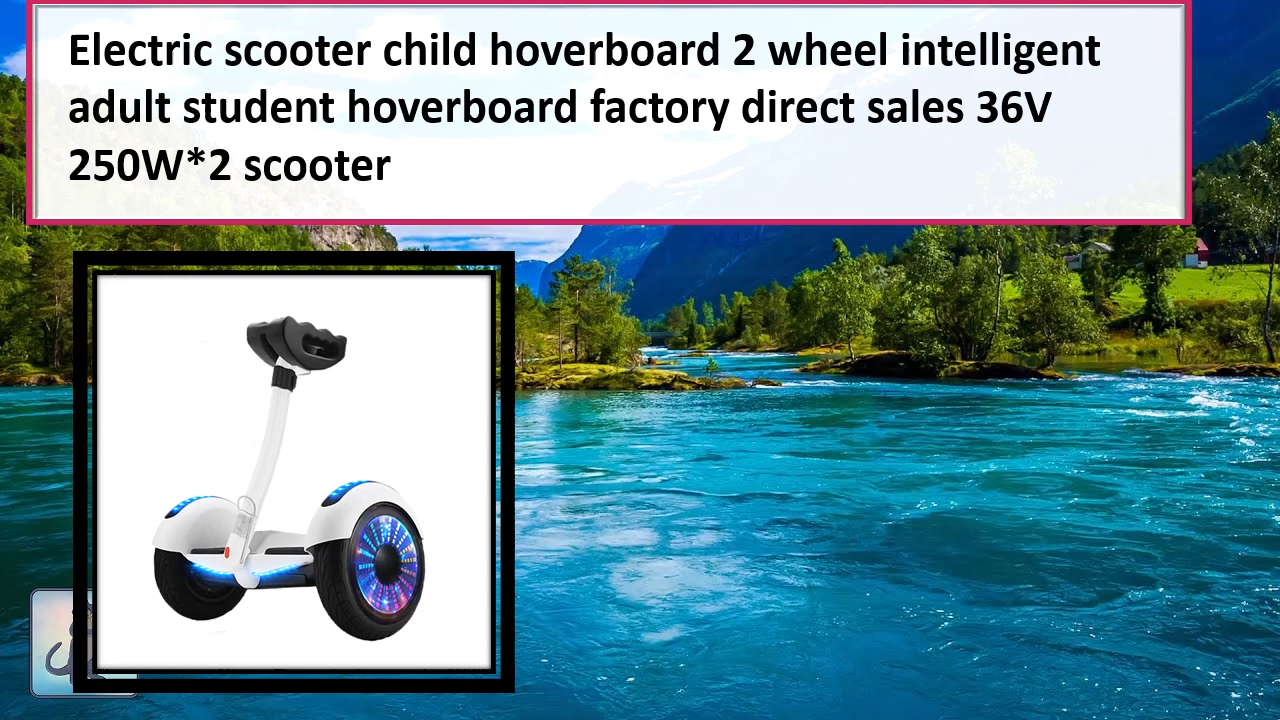 Electric scooter child hoverboard 2 wheel intelligent
adult student hoverboard factory direct sales 36V
250W*2 scooter